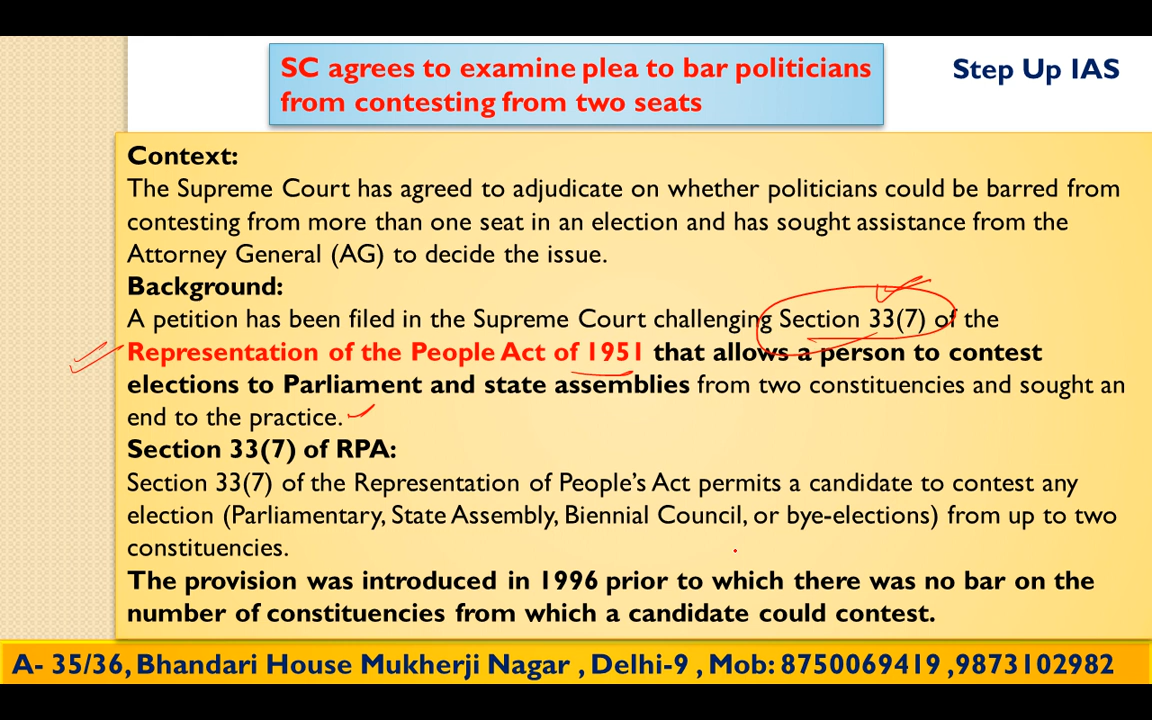 SC agrees to examine plea to bar politicians
from contesting from two seats
Step Up IAS
Context:
The Supreme Court has agreed to adjudicate on whether politicians could be barred from
contesting from more than one seat in an election and has sought assistance from the
Attorney General (AG) to decide the issue.
Background:
A petition has been filed in the Supreme Court challenging Section 33(7) of the
Representation of the People Act of 1951 that allows a person to contest
elections to Parliament and state assemblies from two constituencies and sought an
end to the practice.
Section 33(7) of RPA:
Section 33(7) of the Representation of People's Act permits a candidate to contest any
election (Parliamentary, State Assembly, Biennial Council, or bye-elections) from up to two
constituencies.
The provision was introduced in 1996 prior to which there was no bar on the
number of constituencies from which a candidate could contest.
A- 35/36, Bhandari House Mukherji Nagar , Delhi-9 , Mob: 8750069419 ,9873102982